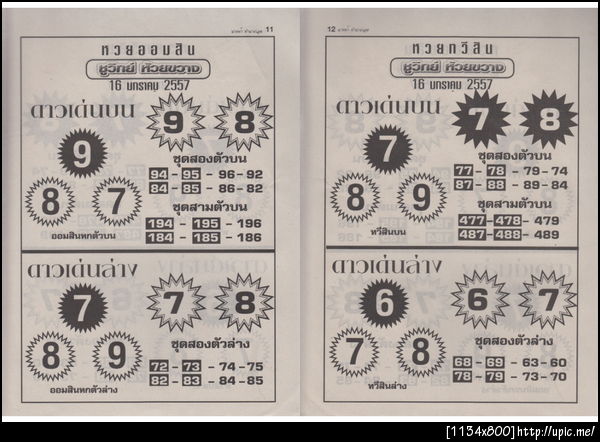 มาหา ชำนาญยุค 11
หวยออมสิน
ชูวิทย์ ห้วยขวาง
16 มกราคม 2557
ดาวเด่นบน
9
8
9
8
7
ออมสินหกตัวบน
ชุดสองตัวบน
94 - 95 - 96 - 92
84 - 85 - 86 - 82
ชุดสามตัวบน
194 - 195 - 196
184 - 185 - 186
ดาวเด่นล่าง
7
8
7
8
9
ออมสินหกตัวล่าง
ชุดสองตัวล่าง
72 - 73 - 74 - 75
82 - 83 - 84 - 85
12
หวยทวีสิน
ชูวิทย์ ห้วยขวาง
16 มกราคม 2557
ดาวเด่นบน
7
8
7
8
9
ทวีสินบน
ชุดสองตัวบน
77 - 78 - 79 - 74
87 - 88 - 89 - 84
ชุดสามตัวบน
477 - 478 - 479
487 - 488 - 489
ดาวเด่นล่าง
6
7
6
7
8
ทวีสินล่าง
ชุดสองตัวล่าง
68 - 69 - 63 - 60
78 - 79 - 73 - 70
[1134x800]http://upic.me/